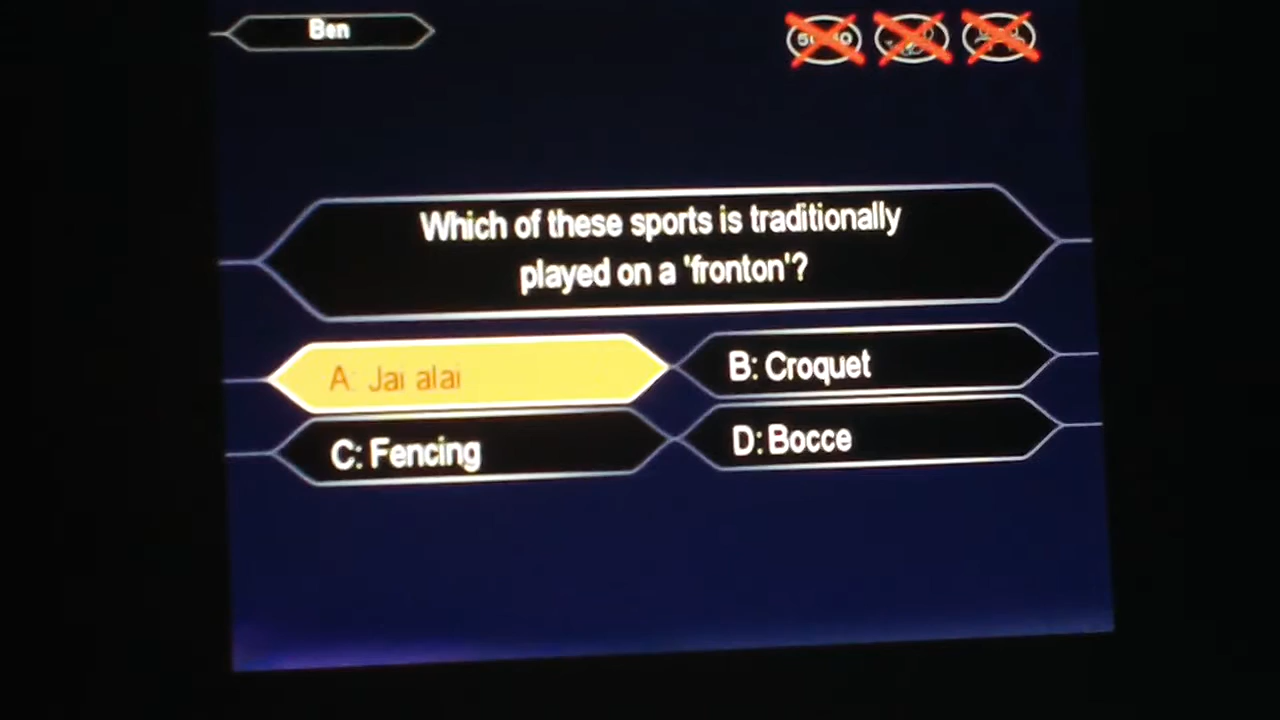 Ben
Which of these sports is traditionally
played on a 'fronton'?
A: Jai alai
B: Croquet
C: Fencing
D: Bocce